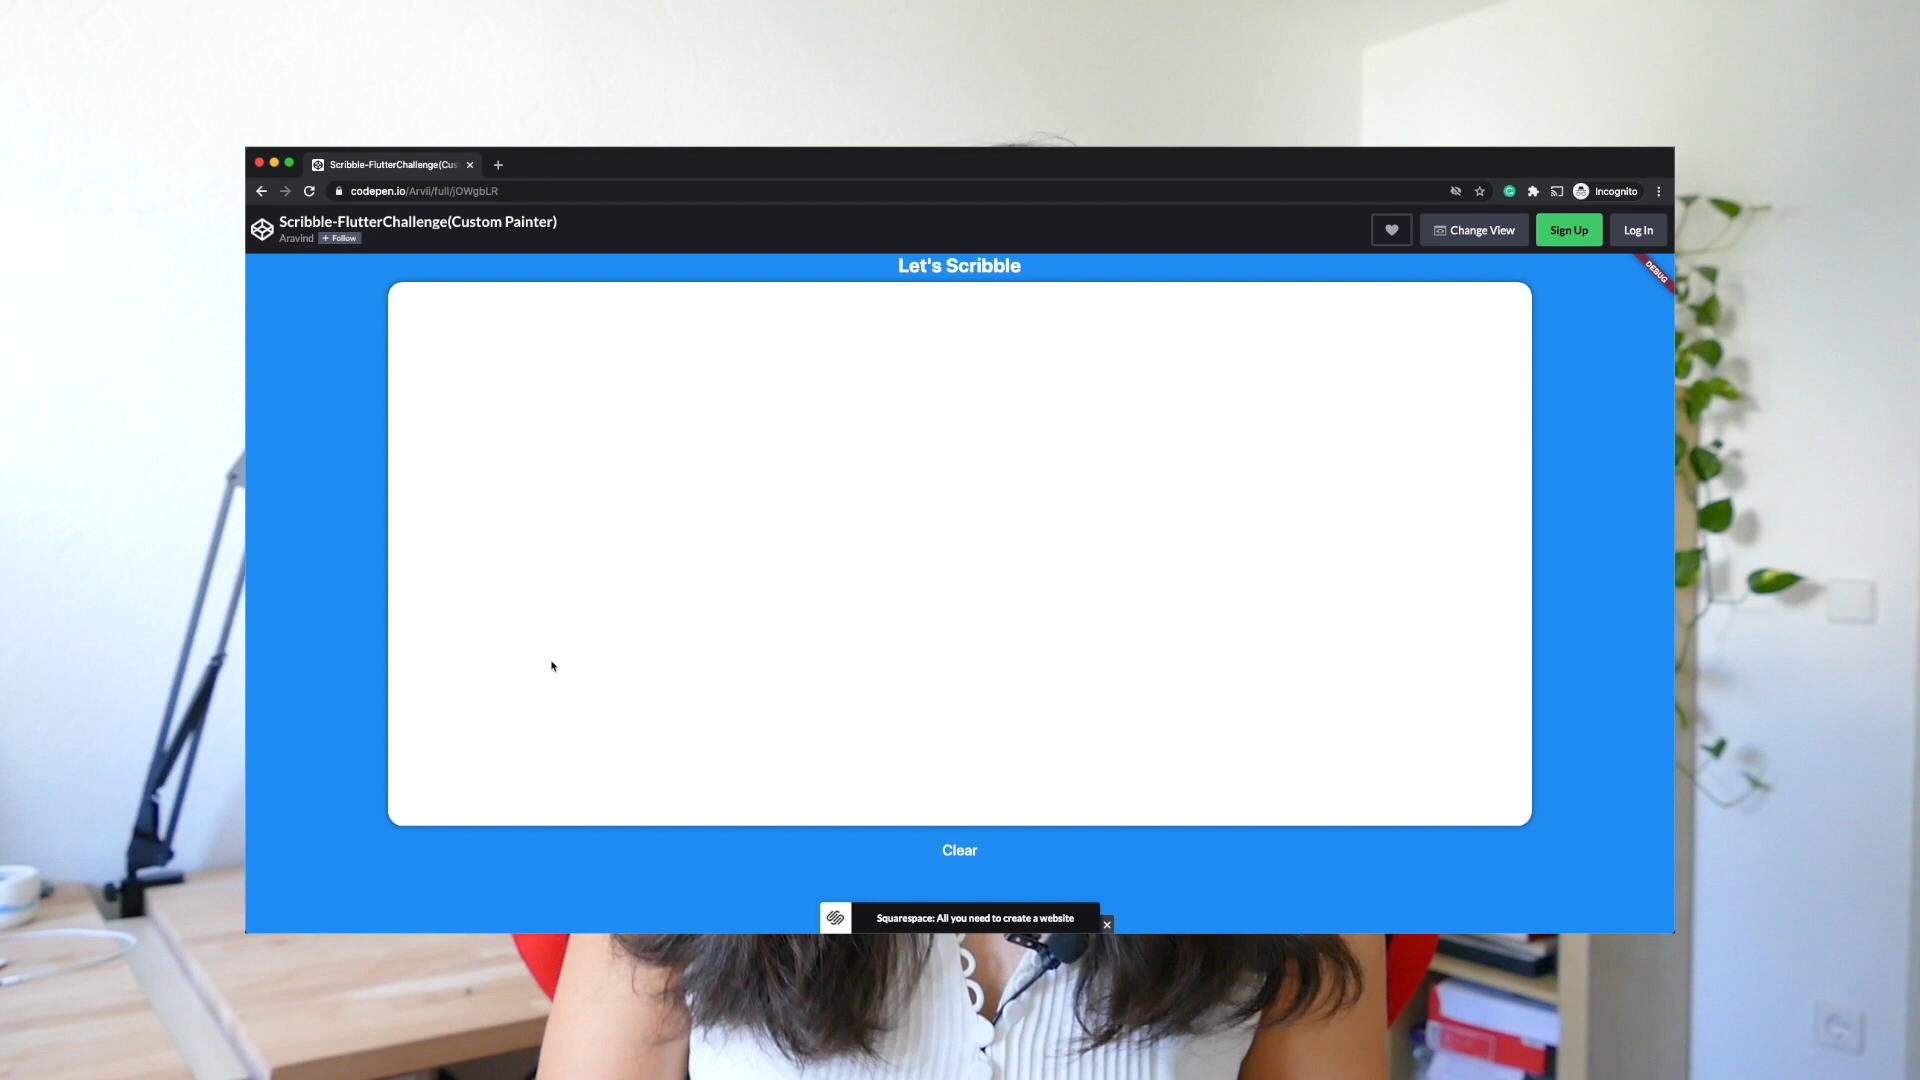 Scribble-FlutterChallenge(Cus
codepen.io/Arvii/full/jOWgbLR
Incognito
Scribble-FlutterChallenge(Custom Painter)
Aravind + Follow
Change View
Sign Up
Log In
Let's Scribble
DEBUG
Clear
Squarespace: All you need to create a website